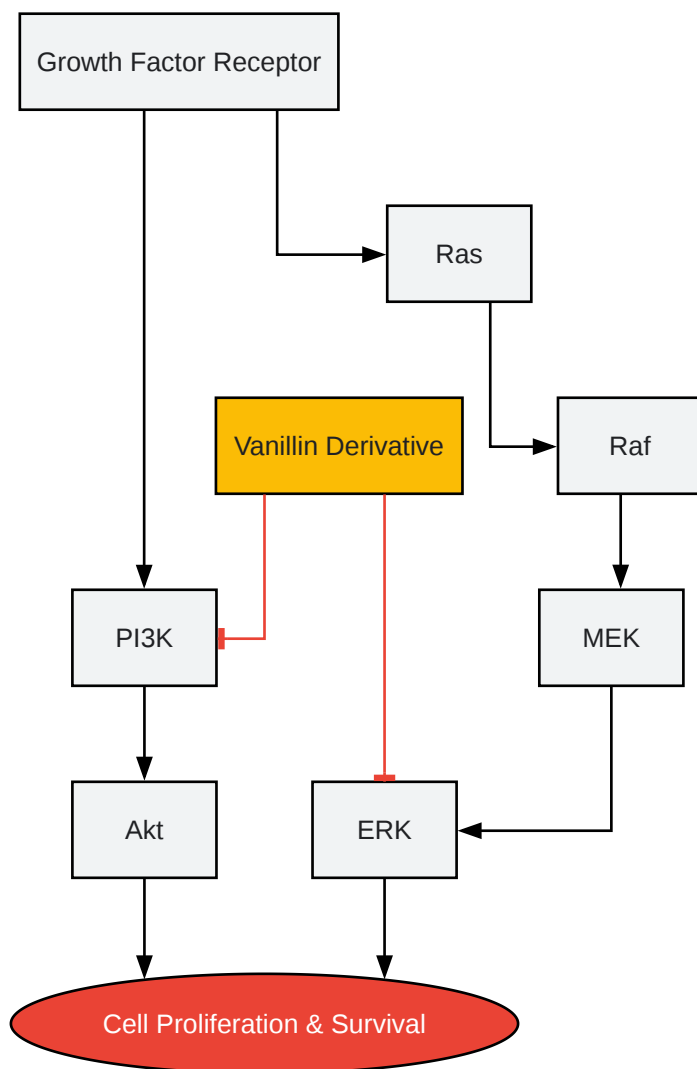 Growth Factor Receptor
Ras
Vanillin Derivative
Raf
PI3K
MEK
Akt
ERK
Cell Proliferation & Survival